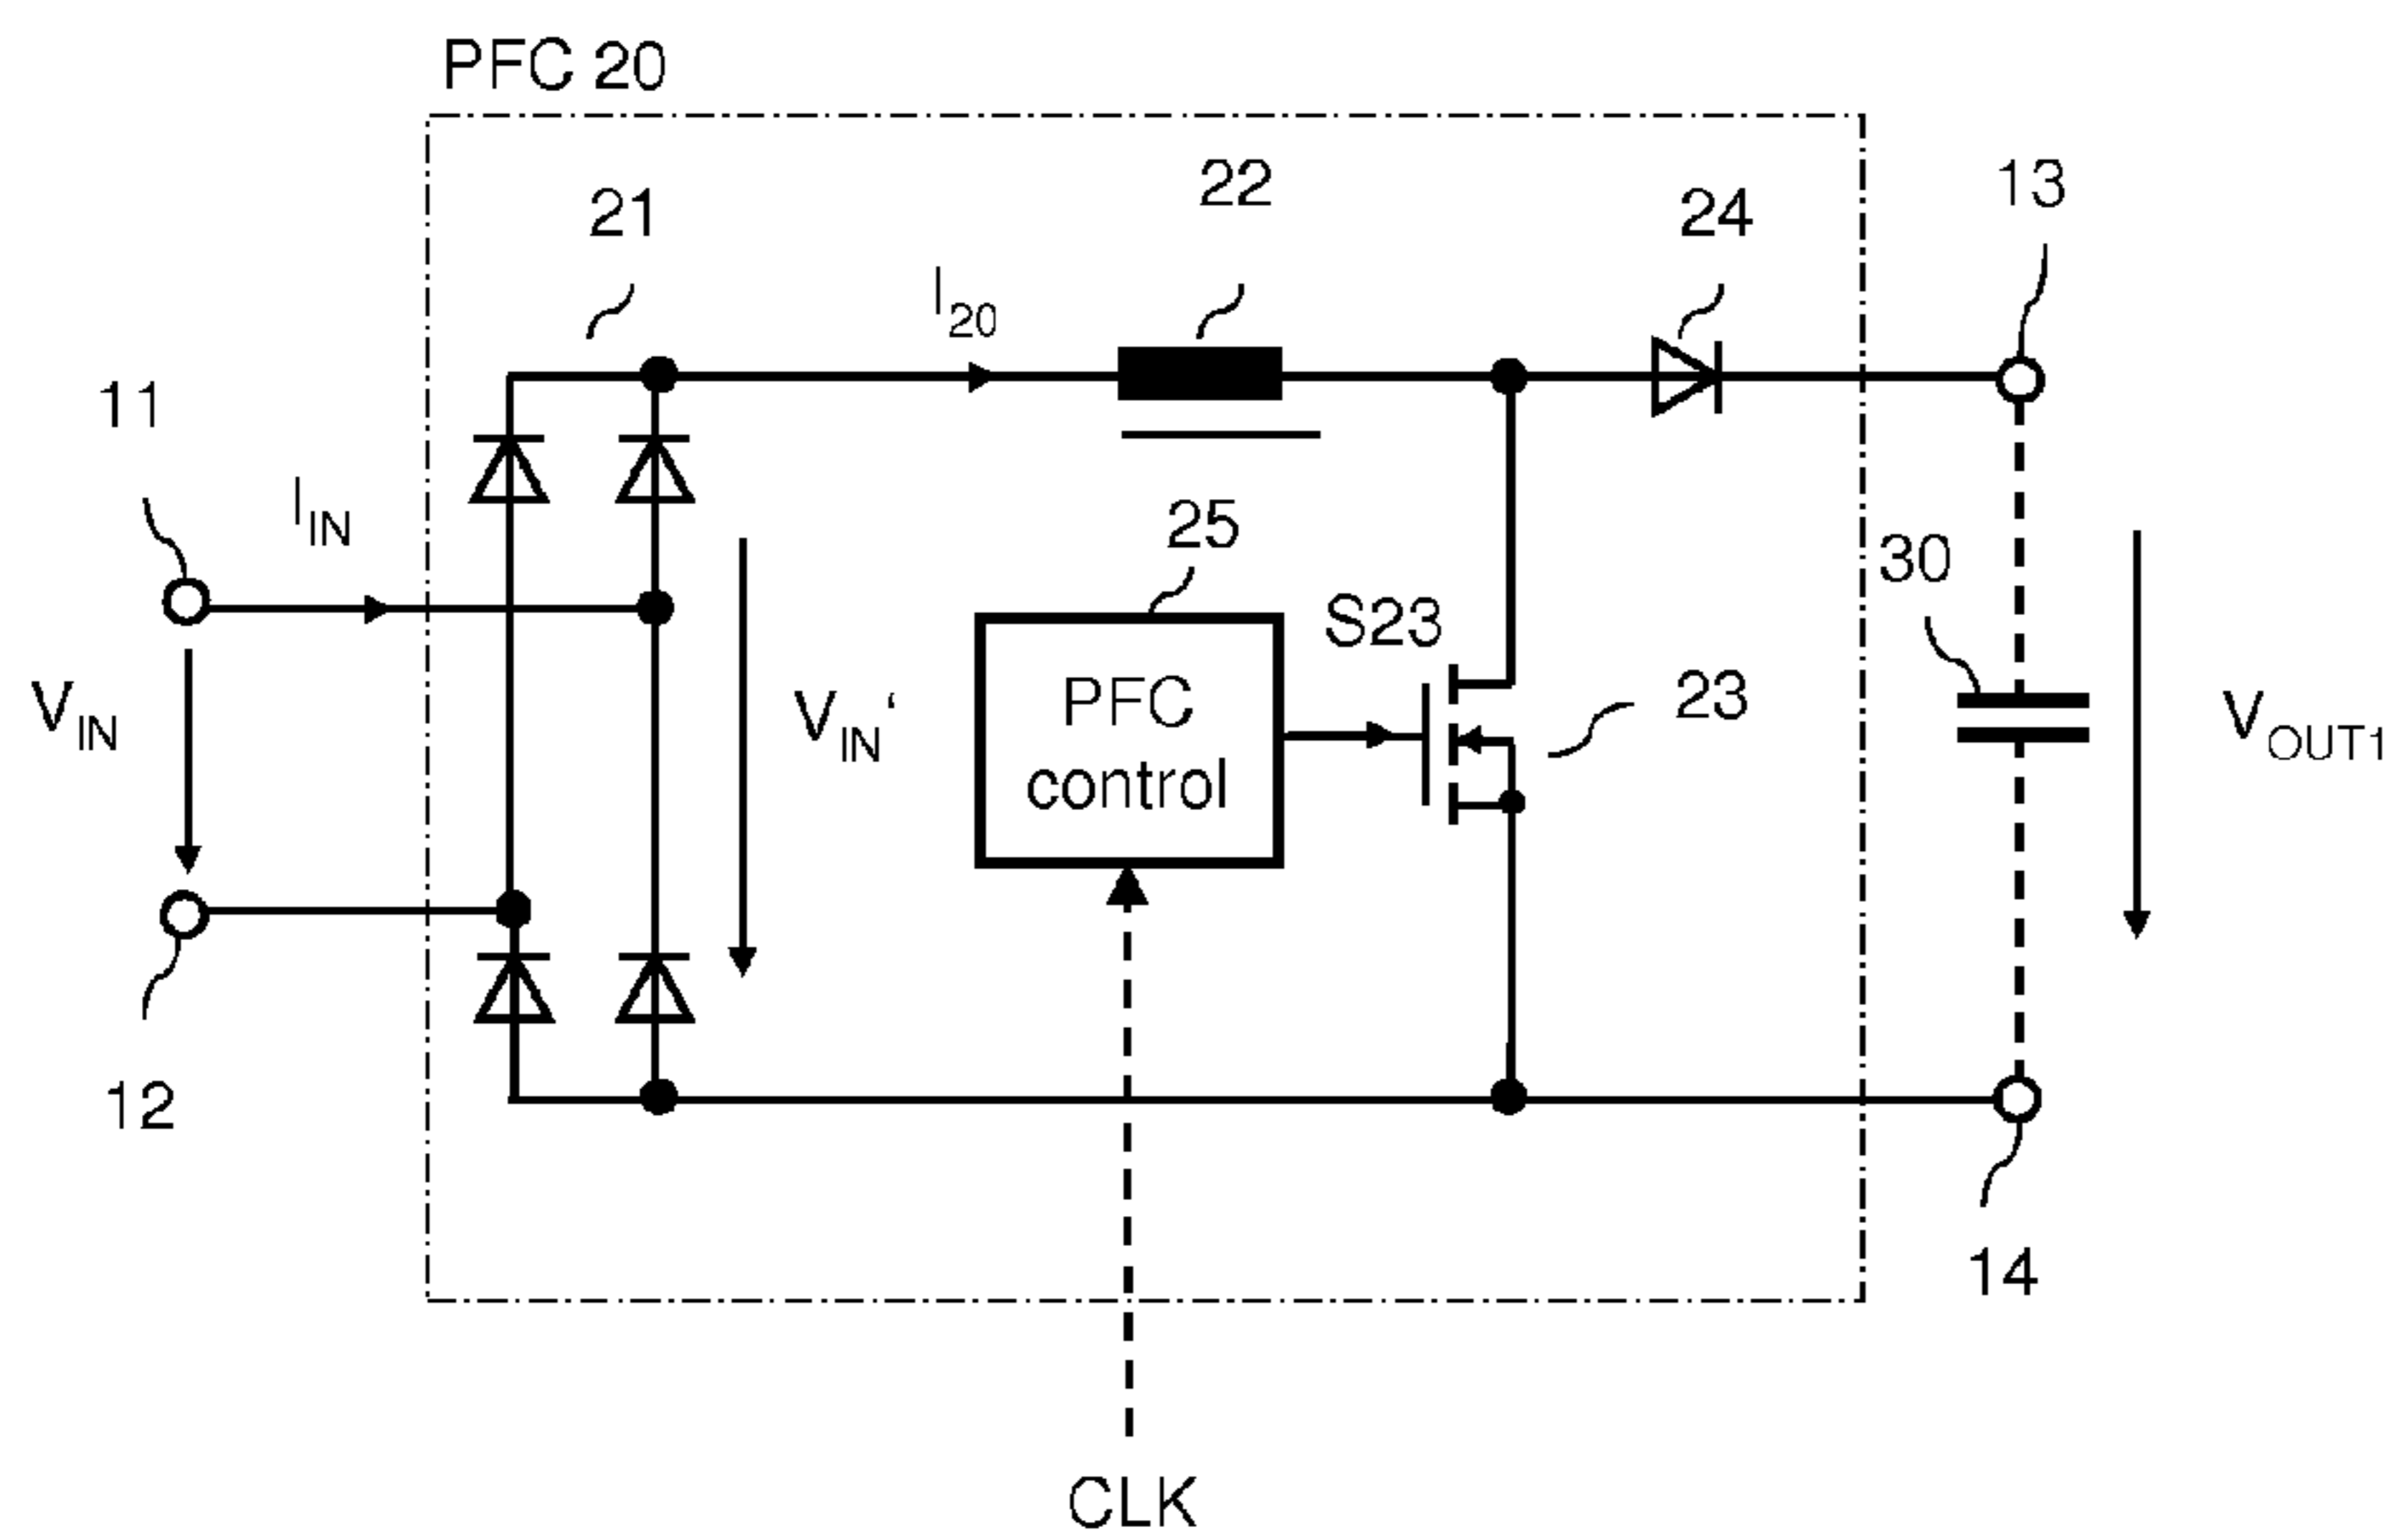 PFC 20
21
22
24
13
I20
11
IIN
25
30
S23
PFC
control
23
VIN
VIN‘
VOUT1
12
14
CLK